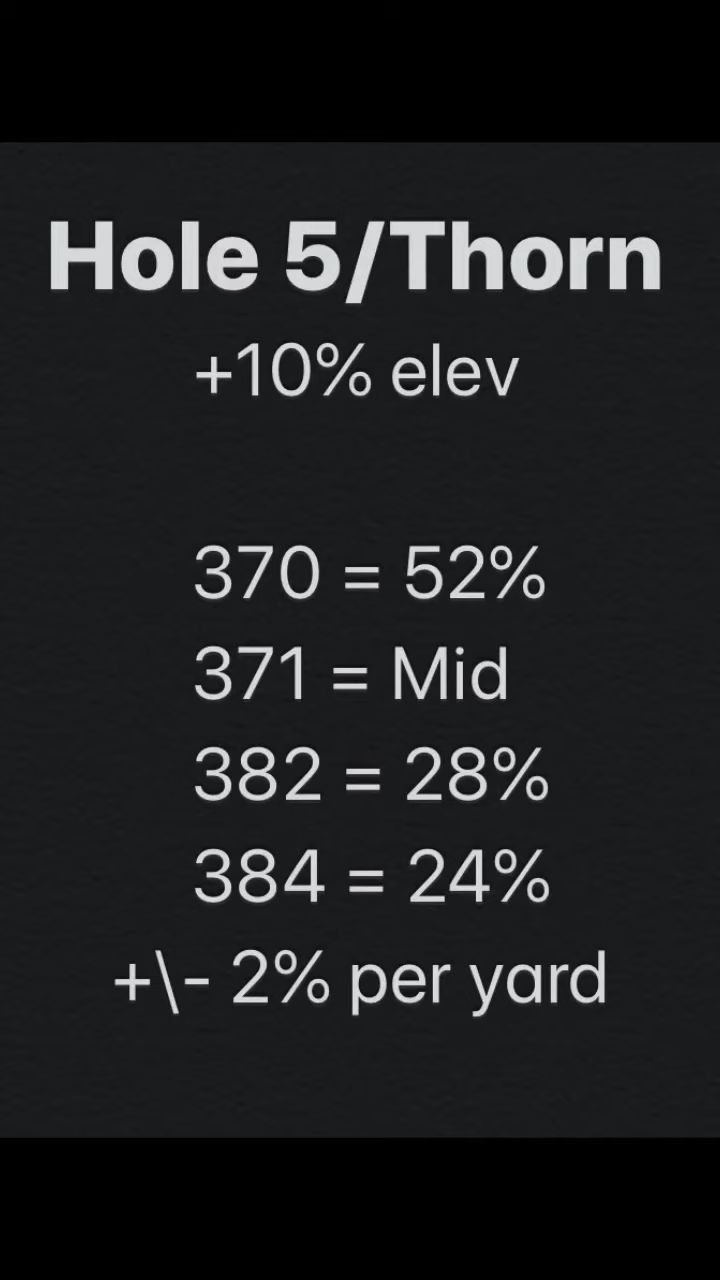 Hole 5/Thorn
+10% elev
370 = 52%
371 = Mid
382 = 28%
384 = 24%
+\- 2% per yard